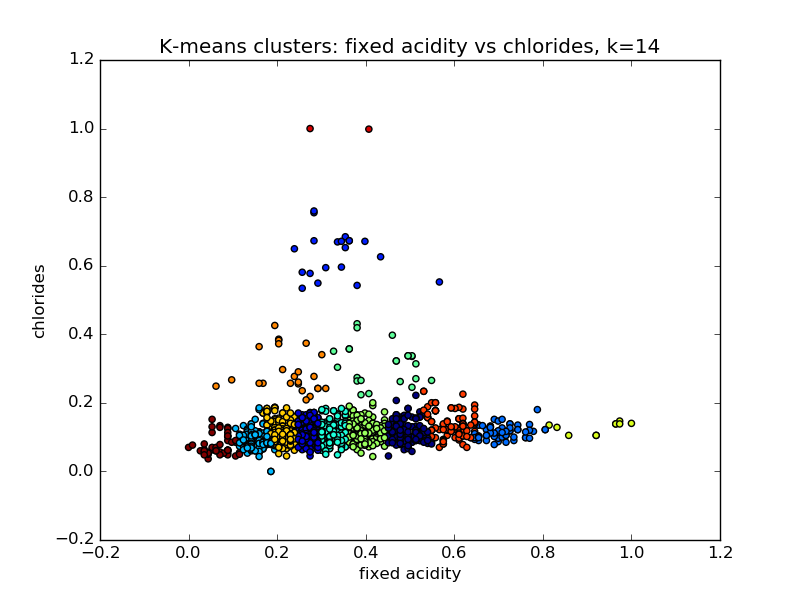 K-means clusters: fixed acidity vs chlorides, k=14
1.2
1.0
0.8
0.6
0.4
0.2
0.0
−0.2
chlorides
−0.2 0.0 0.2 0.4 0.6 0.8 1.0 1.2
fixed acidity